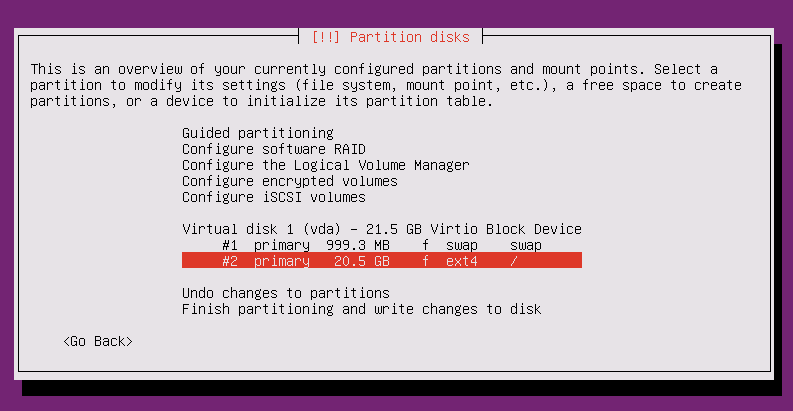 [!!] Partition disks
This is an overview of your currently configured partitions and mount points. Select a
partition to modify its settings (file system, mount point, etc.), a free space to create
partitions, or a device to initialize its partition table.
Guided partitioning
Configure software RAID
Configure the Logical Volume Manager
Configure encrypted volumes
Configure iSCSI volumes
Virtual disk 1 (vda) - 21.5 GB Virtio Block Device
#1 primary 999.3 MB f swap swap
#2 primary 20.5 GB f ext4 /
Undo changes to partitions
Finish partitioning and write changes to disk
<Go Back>